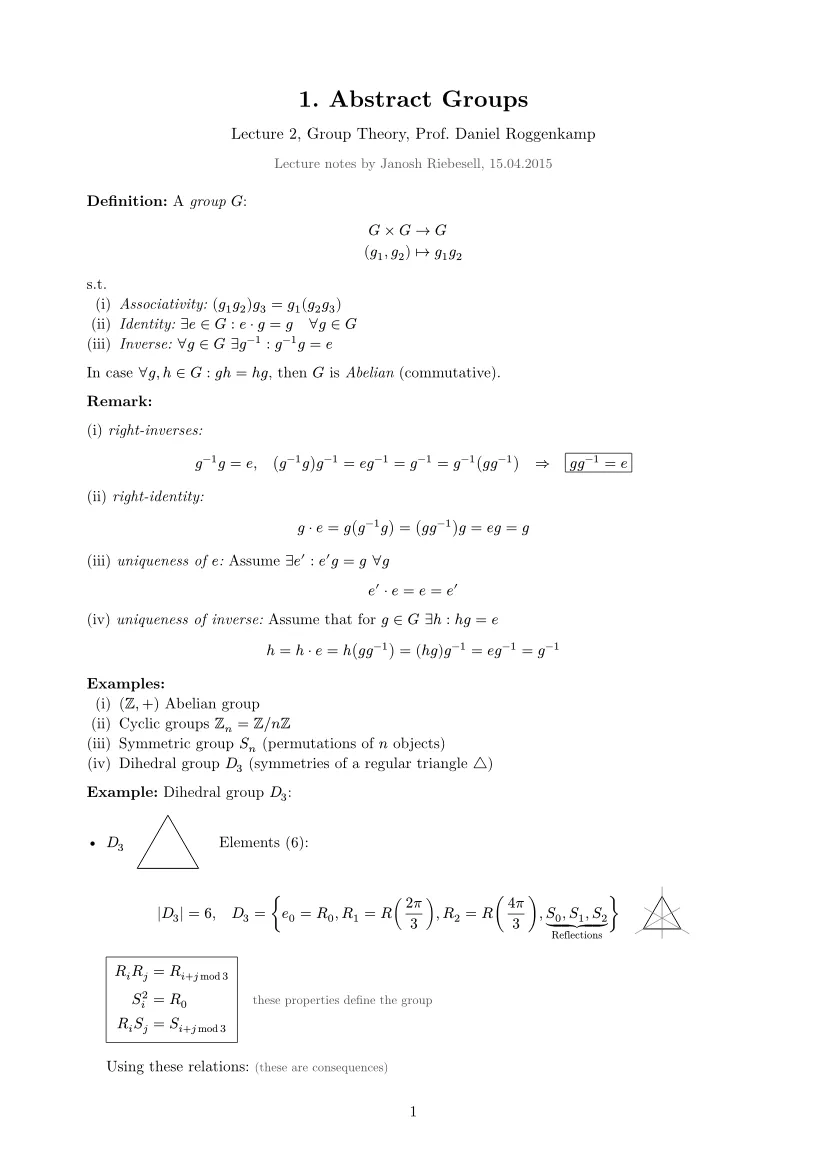 1. Abstract Groups
Lecture 2, Group Theory, Prof. Daniel Roggenkamp
Lecture notes by Janosh Riebesell, 15.04.2015
Definition: A group G:
G × G → G
(g₁, g₂) ↦ g₁g₂
s.t.
(i) Associativity: (g₁g₂)g₃ = g₁(g₂g₃)
(ii) Identity: ∃e ∈ G : e · g = g ∀g ∈ G
(iii) Inverse: ∀g ∈ G ∃g⁻¹ : g⁻¹g = e
In case ∀g, h ∈ G : gh = hg, then G is Abelian (commutative).
Remark:
(i) right-inverses:
g⁻¹g = e, (g⁻¹g)g⁻¹ = eg⁻¹ = g⁻¹ = g⁻¹(gg⁻¹) ⇒ gg⁻¹ = e
(ii) right-identity:
g · e = g(g⁻¹g) = (gg⁻¹)g = eg = g
(iii) uniqueness of e: Assume ∃e′ : e′g = g ∀g
e′ · e = e = e′
(iv) uniqueness of inverse: Assume that for g ∈ G ∃h : hg = e
h = h · e = h(gg⁻¹) = (hg)g⁻¹ = eg⁻¹ = g⁻¹
Examples:
(i) (ℤ, +) Abelian group
(ii) Cyclic groups ℤₙ = ℤ/nℤ
(iii) Symmetric group Sₙ (permutations of n objects)
(iv) Dihedral group D₃ (symmetries of a regular triangle △)
Example: Dihedral group D₃:
• D₃ Elements (6):
|D₃| = 6, D₃ = {e₀ = R₀, R₁ = R(2π/3), R₂ = R(4π/3), S₀, S₁, S₂}
Reflections
RᵢRⱼ = Rᵢ₊ⱼ mod 3
Sᵢ² = R₀
these properties define the group
RᵢSⱼ = Sᵢ₊ⱼ mod 3
Using these relations: (these are consequences)
1